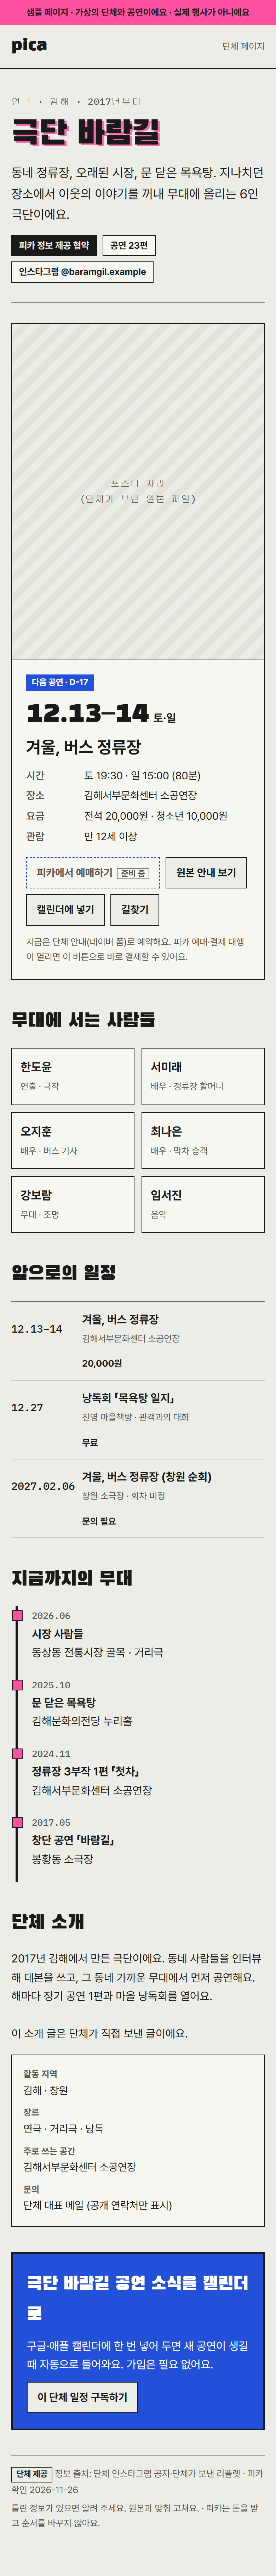 샘플 페이지 · 가상의 단체와 공연이에요 · 실제 행사가 아니에요
pica
단체 페이지
연극 · 김해 · 2017년부터
극단 바람길
동네 정류장, 오래된 시장, 문 닫은 목욕탕. 지나치던
장소에서 이웃의 이야기를 꺼내 무대에 올리는 6인
극단이에요.
피카 정보 제공 협약
공연 23편
인스타그램 @baramgil.example
포스터 자리
(단체가 보낸 원본 파일)
다음 공연 · D-17
12.13–14 토·일
겨울, 버스 정류장
시간 토 19:30 · 일 15:00 (80분)
장소 김해서부문화센터 소공연장
요금 전석 20,000원 · 청소년 10,000원
관람 만 12세 이상
피카에서 예매하기 준비 중
원본 안내 보기
캘린더에 넣기
길찾기
지금은 단체 안내(네이버 폼)로 예약해요. 피카 예매·결제 대행
이 열리면 이 버튼으로 바로 결제할 수 있어요.
무대에 서는 사람들
한도윤
연출 · 극작
서미래
배우 · 정류장 할머니
오지훈
배우 · 버스 기사
최나은
배우 · 막차 승객
강보람
무대 · 조명
임서진
음악
앞으로의 일정
12.13–14
겨울, 버스 정류장
김해서부문화센터 소공연장
20,000원
12.27
낭독회 「목욕탕 일지」
진영 마을책방 · 관객과의 대화
무료
2027.02.06
겨울, 버스 정류장 (창원 순회)
창원 소극장 · 회차 미정
문의 필요
지금까지의 무대
2026.06
시장 사람들
동상동 전통시장 골목 · 거리극
2025.10
문 닫은 목욕탕
김해문화의전당 누리홀
2024.11
정류장 3부작 1편 「첫차」
김해서부문화센터 소공연장
2017.05
창단 공연 「바람길」
봉황동 소극장
단체 소개
2017년 김해에서 만든 극단이에요. 동네 사람들을 인터뷰
해 대본을 쓰고, 그 동네 가까운 무대에서 먼저 공연해요.
해마다 정기 공연 1편과 마을 낭독회를 열어요.
이 소개 글은 단체가 직접 보낸 글이에요.
활동 지역
김해 · 창원
장르
연극 · 거리극 · 낭독
주로 쓰는 공간
김해서부문화센터 소공연장
문의
단체 대표 메일 (공개 연락처만 표시)
극단 바람길 공연 소식을 캘린더
로
구글·애플 캘린더에 한 번 넣어 두면 새 공연이 생길
때 자동으로 들어와요. 가입은 필요 없어요.
이 단체 일정 구독하기
단체 제공 정보 출처: 단체 인스타그램 공지·단체가 보낸 리플렛 · 피카
확인 2026-11-26
틀린 정보가 있으면 알려 주세요. 원본과 맞춰 고쳐요. · 피카는 돈을 받
고 순서를 바꾸지 않아요.